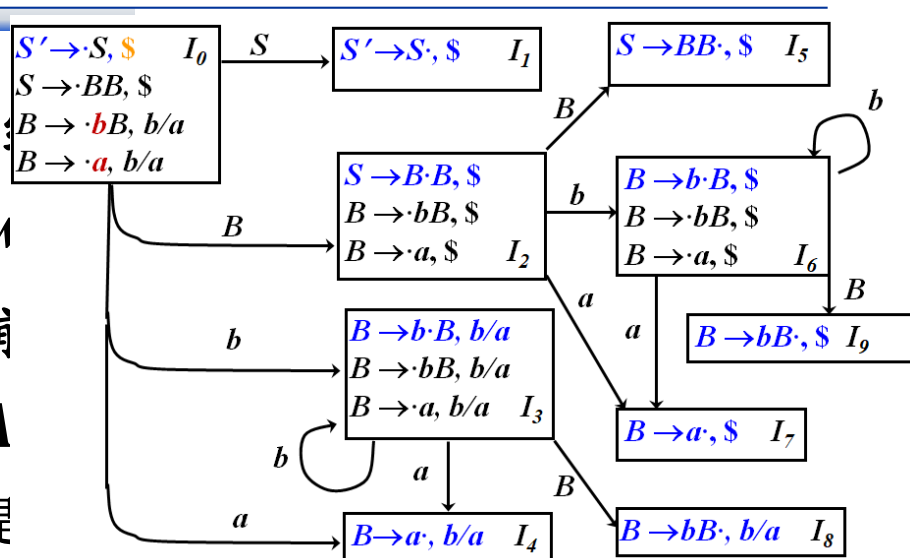 S′→·S, $ I₀
S →·BB, $
B → ·bB, b/a
B → ·a, b/a
S
S′→S·, $ I₁
S →BB·, $ I₅
B
b
B
S →B·B, $
B →·bB, $
B →·a, $ I₂
b
B →b·B, $
B →·bB, $
B →·a, $ I₆
a
a
B
B →bB·, $ I₉
b
B →b·B, b/a
B →·bB, b/a
B →·a, b/a I₃
B →a·, $ I₇
b
a
B
a
B→a·, b/a I₄
B →bB·, b/a I₈